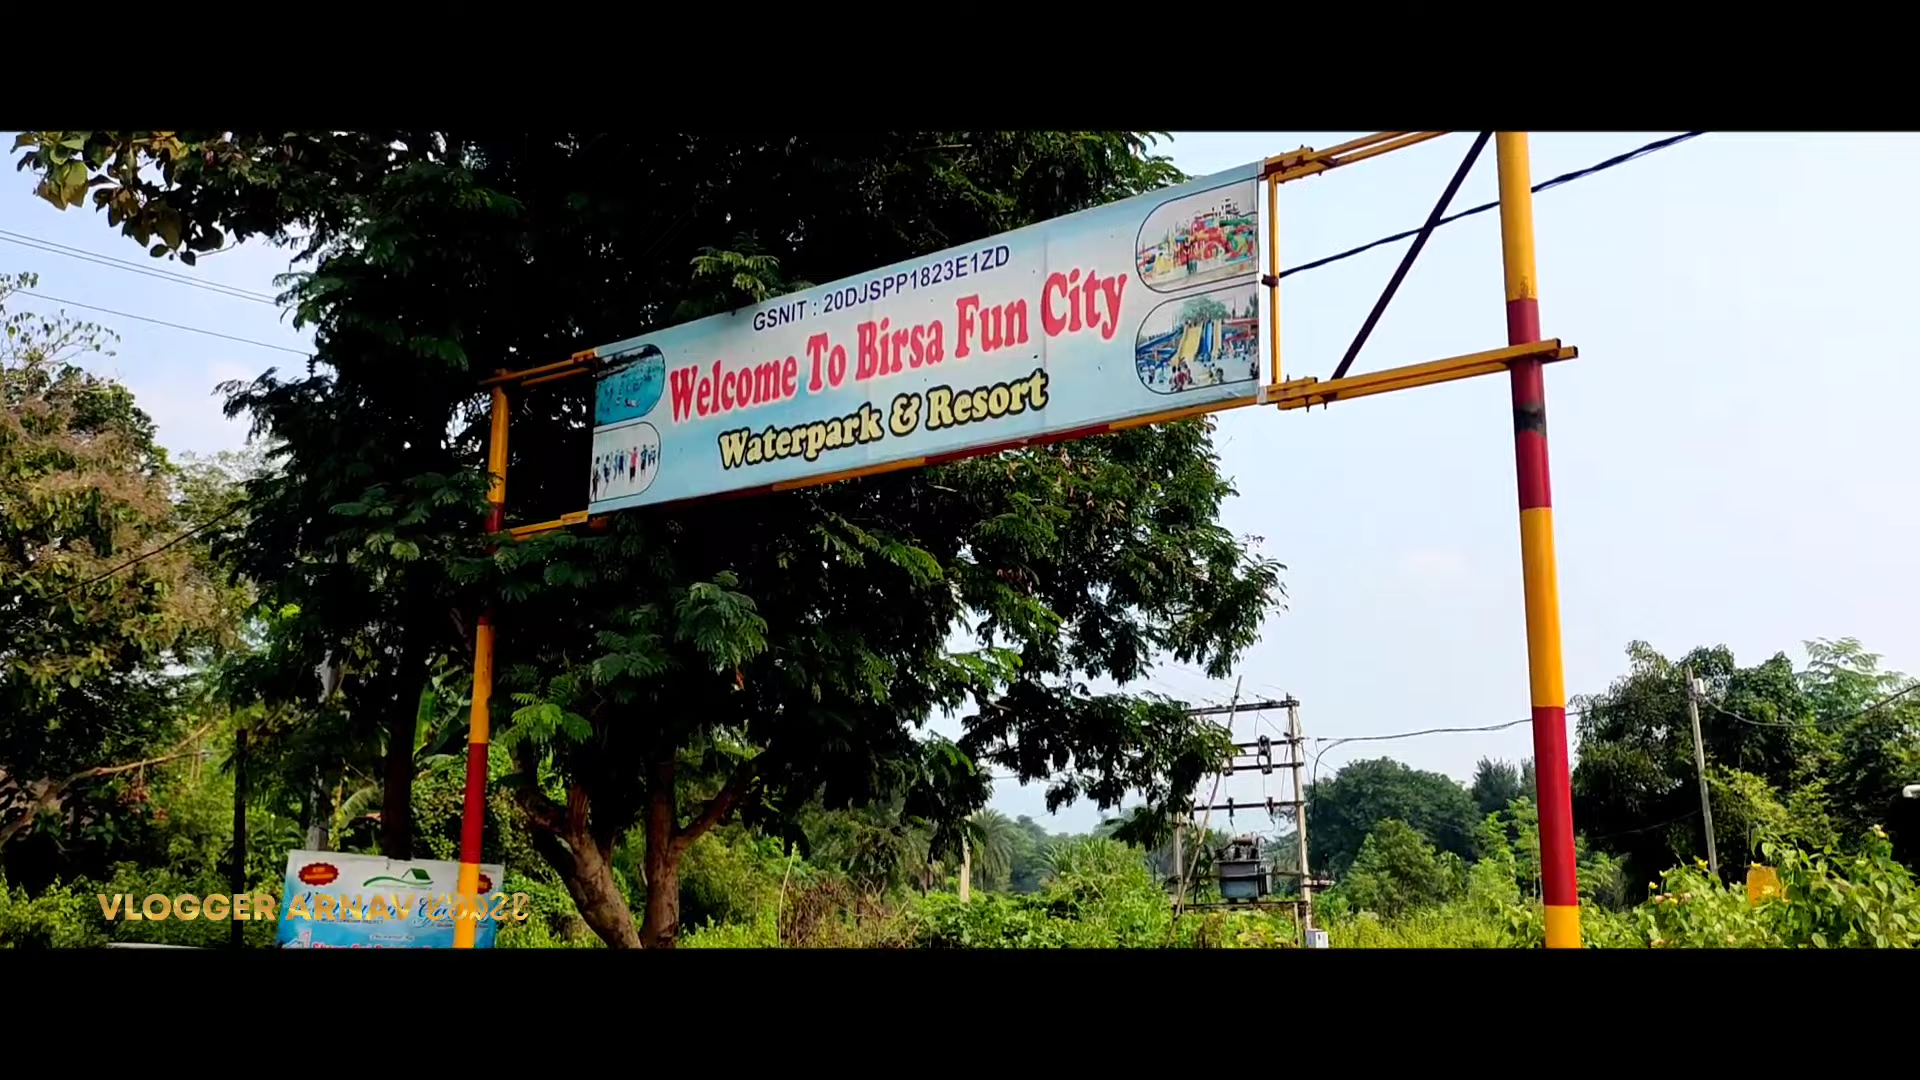 GSNIT : 20DJSPP1823E1ZD
Welcome To Birsa Fun City
Waterpark & Resort
VLOGGER ARNAV